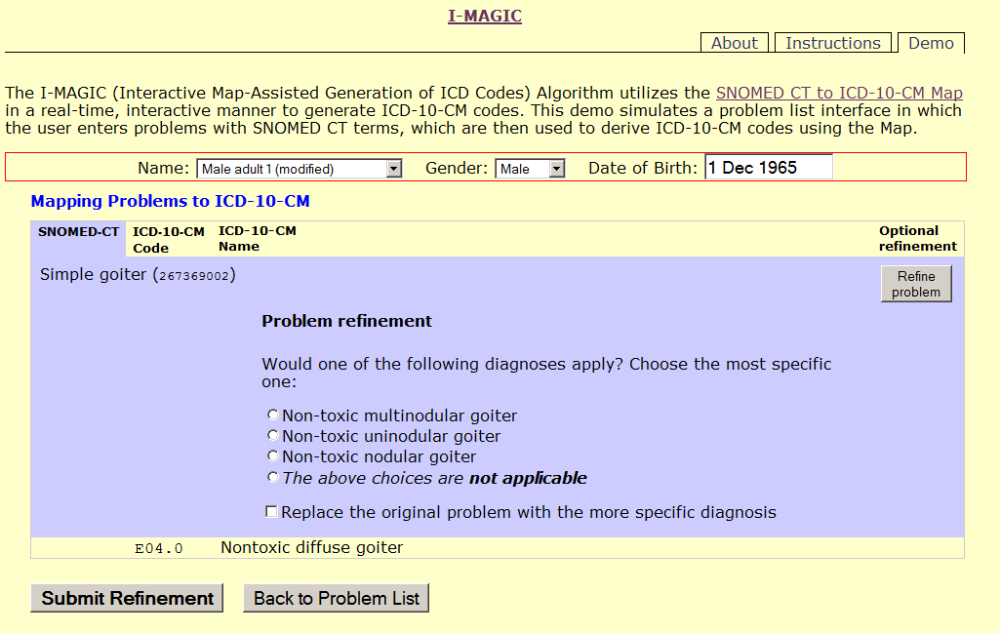 I-MAGIC
About Instructions Demo
The I-MAGIC (Interactive Map-Assisted Generation of ICD Codes) Algorithm utilizes the SNOMED CT to ICD-10-CM Map
in a real-time, interactive manner to generate ICD-10-CM codes. This demo simulates a problem list interface in which
the user enters problems with SNOMED CT terms, which are then used to derive ICD-10-CM codes using the Map.
Name: Male adult 1 (modified) Gender: Male Date of Birth: 1 Dec 1965
Mapping Problems to ICD-10-CM
SNOMED-CT ICD-10-CM ICD-10-CM Optional
Code Name refinement
Simple goiter (267369002) Refine
problem
Problem refinement
Would one of the following diagnoses apply? Choose the most specific
one:
Non-toxic multinodular goiter
Non-toxic uninodular goiter
Non-toxic nodular goiter
The above choices are not applicable
Replace the original problem with the more specific diagnosis
E04.0 Nontoxic diffuse goiter
Submit Refinement Back to Problem List